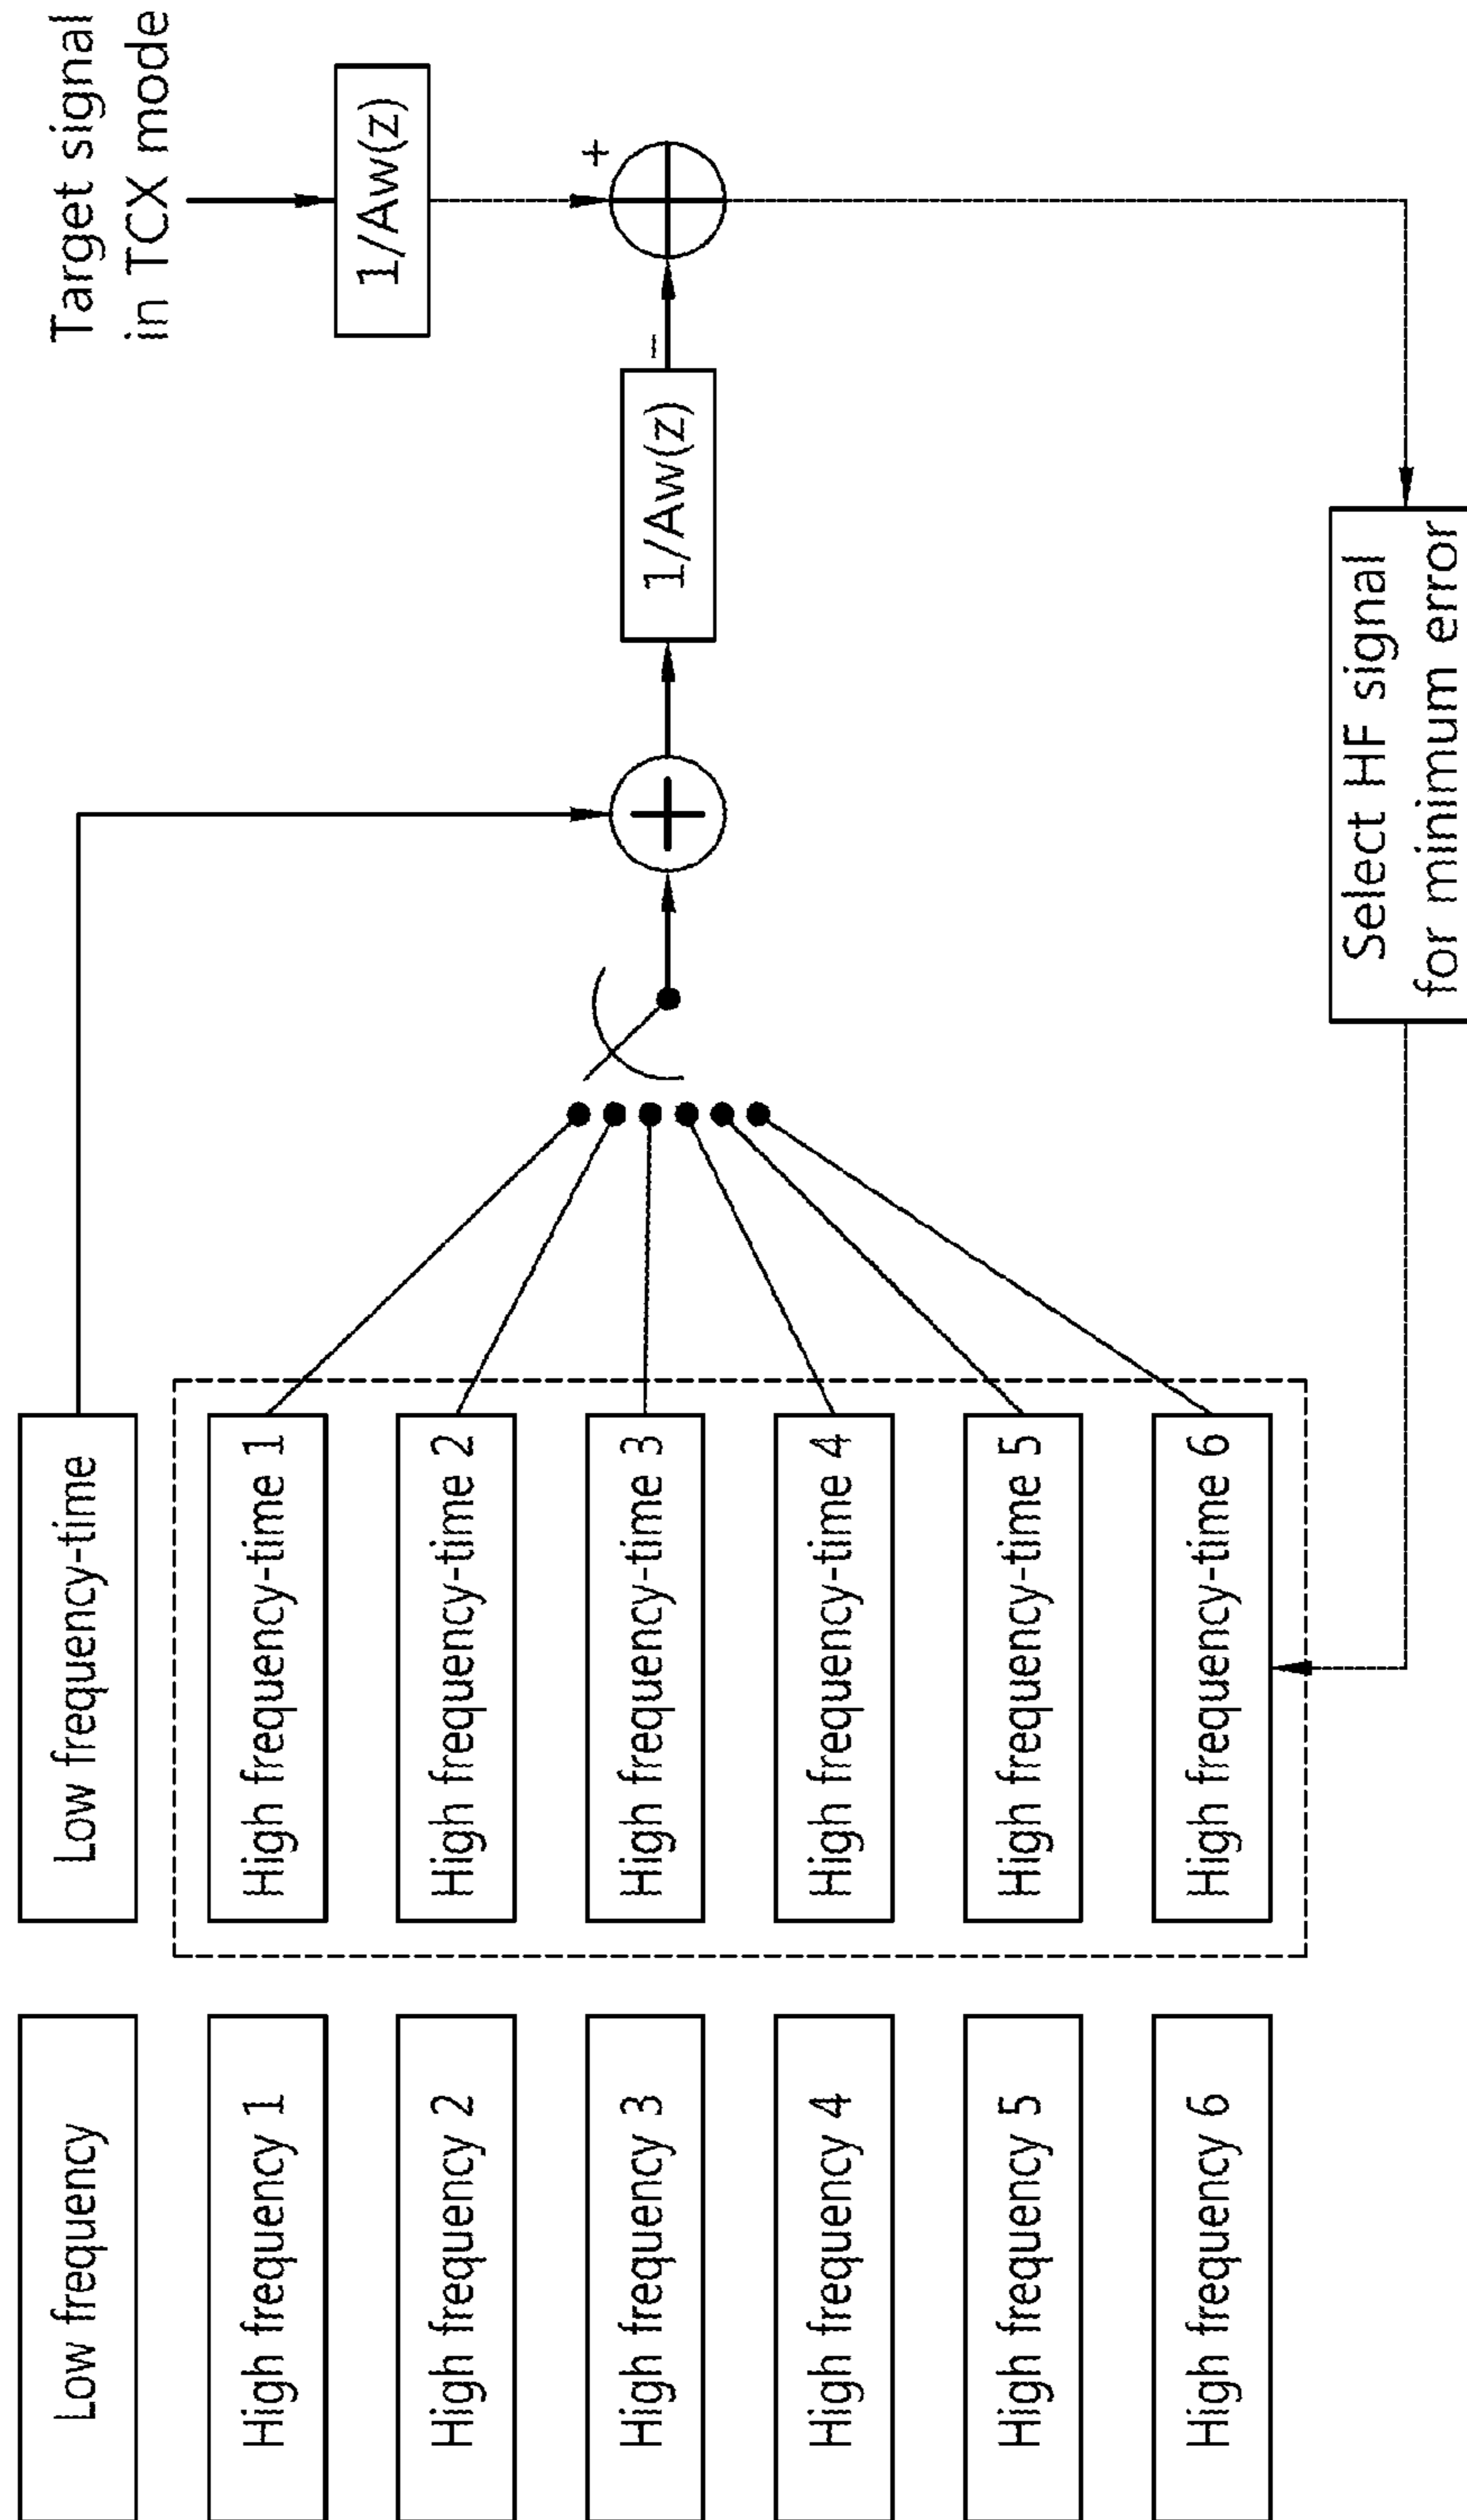 Low frequency
Low frequency-time
Target signal
in TCX mode
High frequency 1
High frequency-time 1
1/Aw(z)
High frequency 2
High frequency-time 2
+
High frequency 3
High frequency-time 3
1/Aw(z)
–
High frequency 4
High frequency-time 4
High frequency 5
High frequency-time 5
High frequency 6
High frequency-time 6
Select HF signal
for minimum error